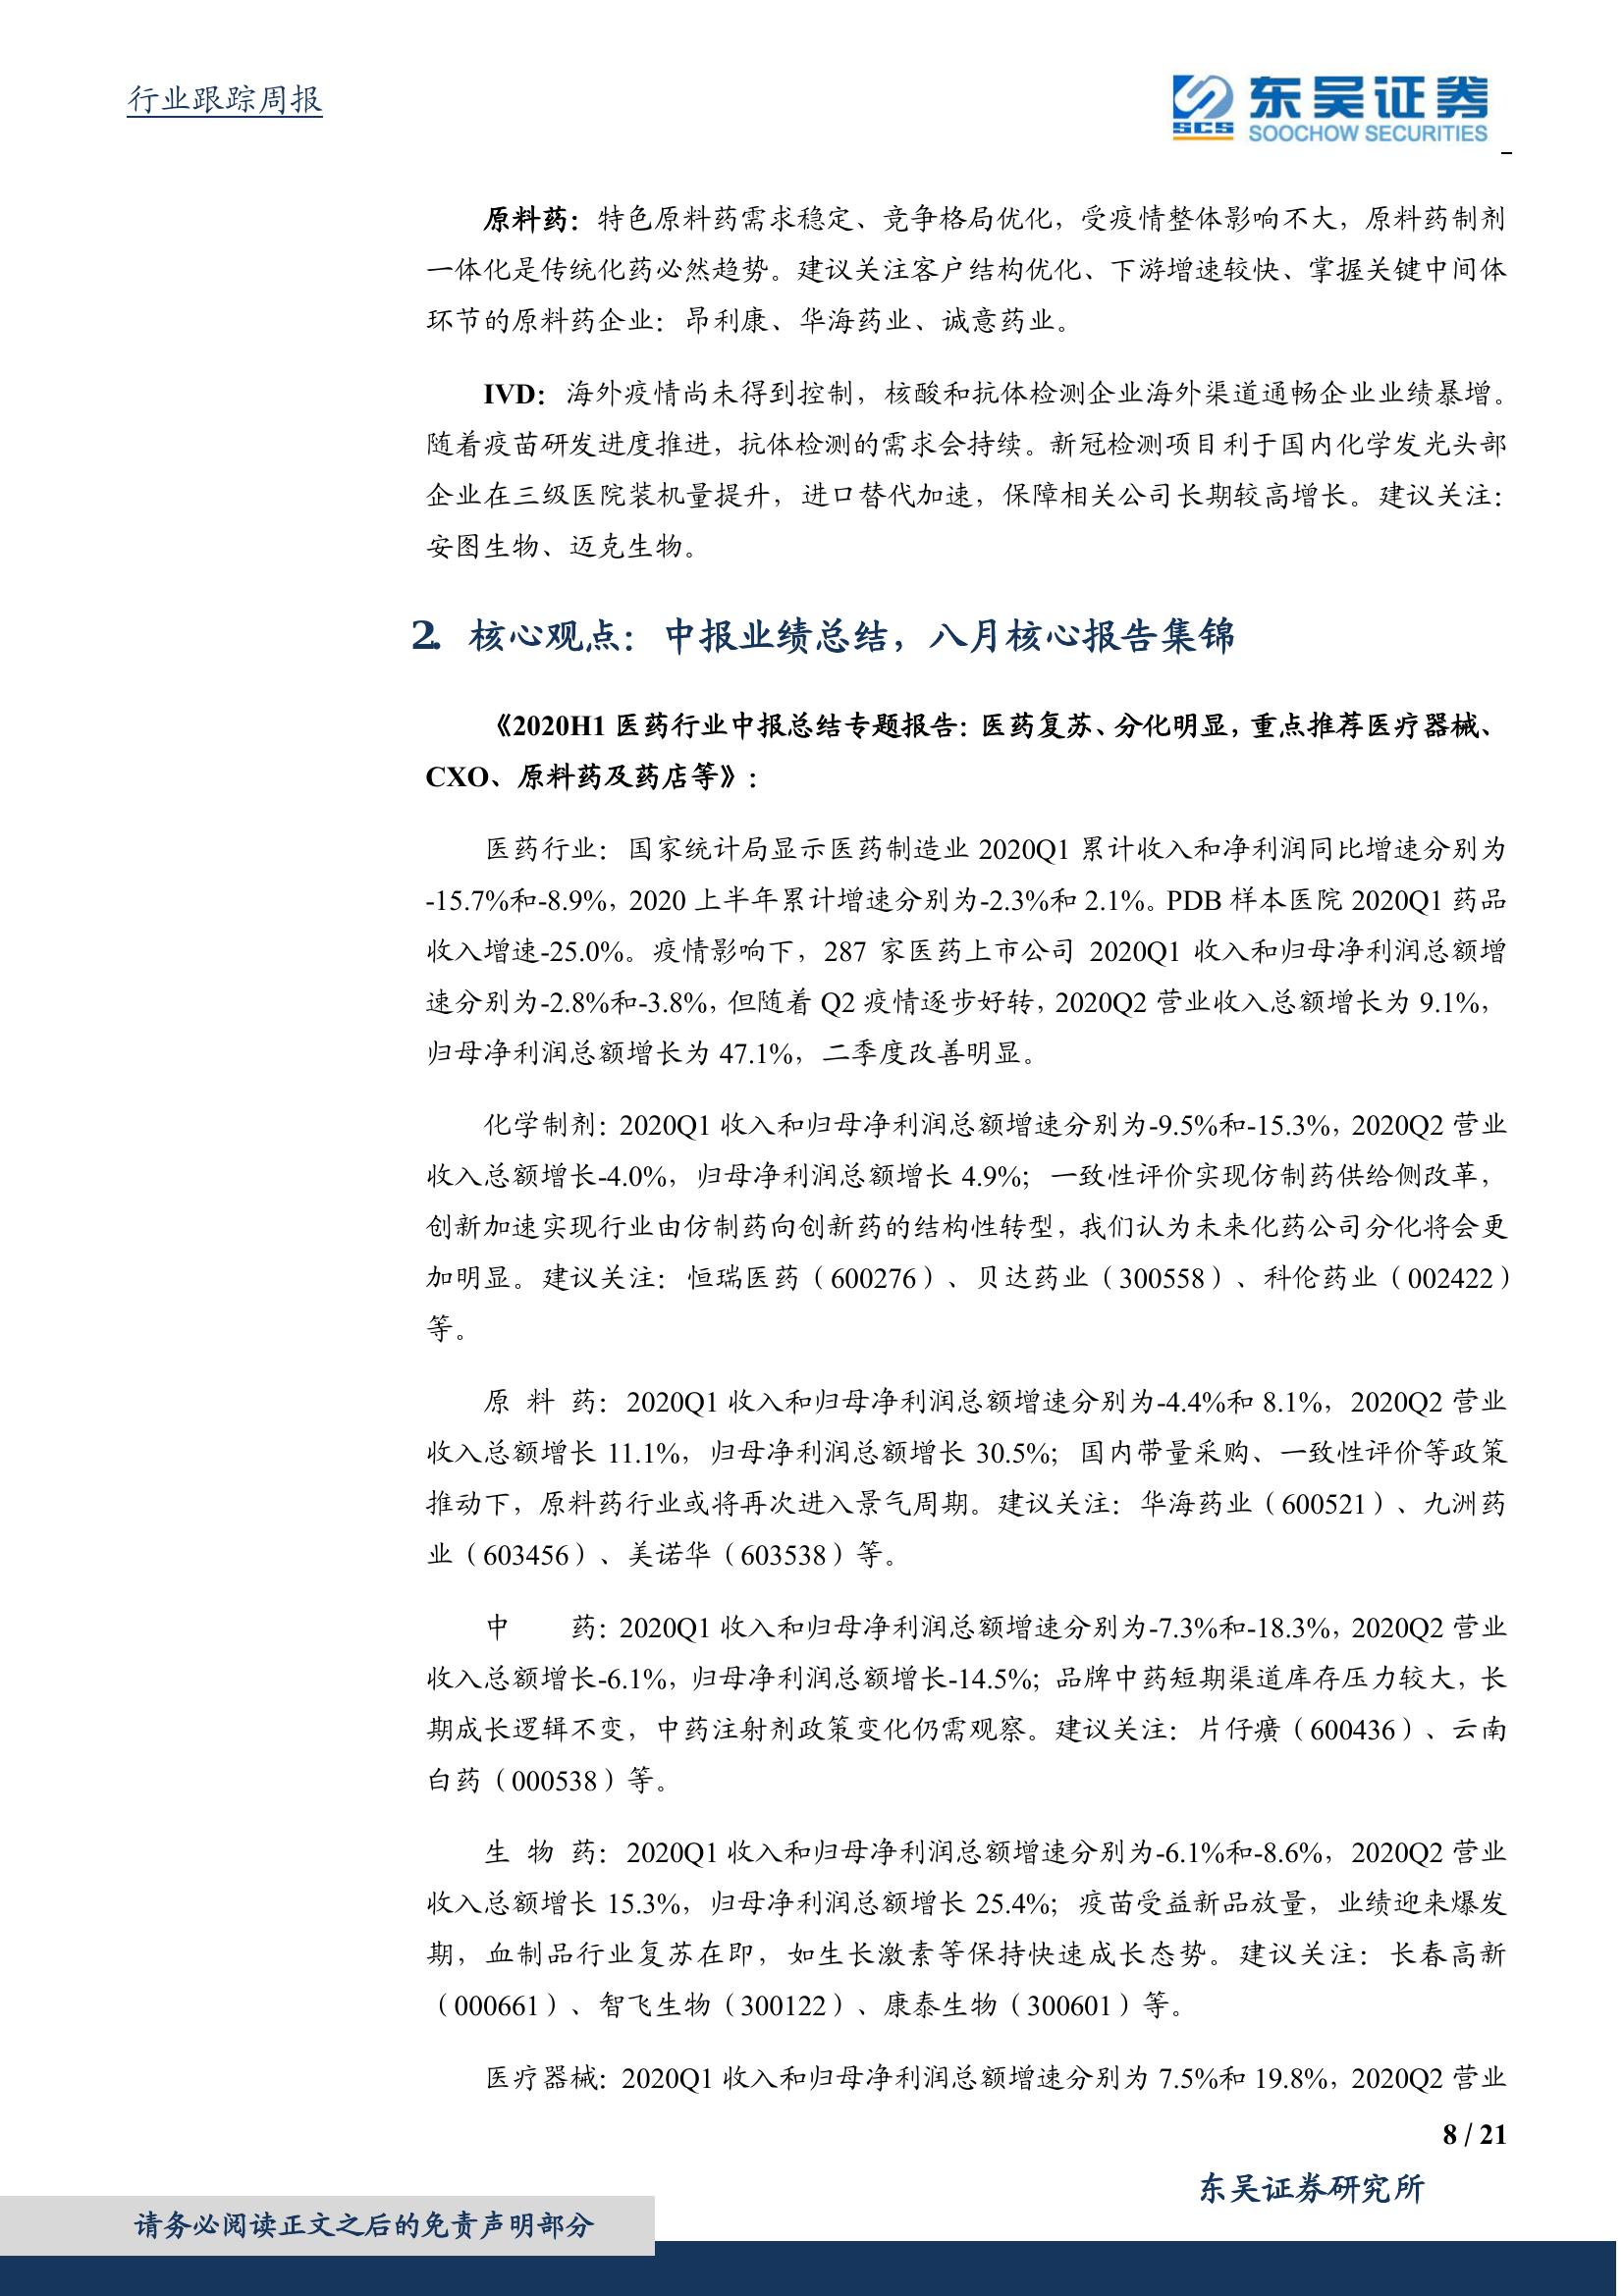 行业跟踪周报
SCS
东吴证券
SOOCHOW SECURITIES
原料药：特色原料药需求稳定、竞争格局优化，受疫情整体影响不大，原料药制剂
一体化是传统化药必然趋势。建议关注客户结构优化、下游增速较快、掌握关键中间体
环节的原料药企业：昂利康、华海药业、诚意药业。
IVD：海外疫情尚未得到控制，核酸和抗体检测企业海外渠道通畅企业业绩暴增。
随着疫苗研发进度推进，抗体检测的需求会持续。新冠检测项目利于国内化学发光头部
企业在三级医院装机量提升，进口替代加速，保障相关公司长期较高增长。建议关注：
安图生物、迈克生物。
2. 核心观点：中报业绩总结，八月核心报告集锦
《2020H1 医药行业中报总结专题报告：医药复苏、分化明显，重点推荐医疗器械、
CXO、原料药及药店等》：
医药行业：国家统计局显示医药制造业 2020Q1 累计收入和净利润同比增速分别为
-15.7%和-8.9%，2020 上半年累计增速分别为-2.3%和 2.1%。PDB 样本医院 2020Q1 药品
收入增速-25.0%。疫情影响下，287 家医药上市公司 2020Q1 收入和归母净利润总额增
速分别为-2.8%和-3.8%，但随着 Q2 疫情逐步好转，2020Q2 营业收入总额增长为 9.1%，
归母净利润总额增长为 47.1%，二季度改善明显。
化学制剂：2020Q1 收入和归母净利润总额增速分别为-9.5%和-15.3%，2020Q2 营业
收入总额增长-4.0%，归母净利润总额增长 4.9%；一致性评价实现仿制药供给侧改革，
创新加速实现行业由仿制药向创新药的结构性转型，我们认为未来化药公司分化将会更
加明显。建议关注：恒瑞医药（600276）、贝达药业（300558）、科伦药业（002422）
等。
原 料 药：2020Q1 收入和归母净利润总额增速分别为-4.4%和 8.1%，2020Q2 营业
收入总额增长 11.1%，归母净利润总额增长 30.5%；国内带量采购、一致性评价等政策
推动下，原料药行业或将再次进入景气周期。建议关注：华海药业（600521）、九洲药
业（603456）、美诺华（603538）等。
中 药：2020Q1 收入和归母净利润总额增速分别为-7.3%和-18.3%，2020Q2 营业
收入总额增长-6.1%，归母净利润总额增长-14.5%；品牌中药短期渠道库存压力较大，长
期成长逻辑不变，中药注射剂政策变化仍需观察。建议关注：片仔癀（600436）、云南
白药（000538）等。
生 物 药：2020Q1 收入和归母净利润总额增速分别为-6.1%和-8.6%，2020Q2 营业
收入总额增长 15.3%，归母净利润总额增长 25.4%；疫苗受益新品放量，业绩迎来爆发
期，血制品行业复苏在即，如生长激素等保持快速成长态势。建议关注：长春高新
（000661）、智飞生物（300122）、康泰生物（300601）等。
医疗器械：2020Q1 收入和归母净利润总额增速分别为 7.5%和 19.8%，2020Q2 营业
8 / 21
东吴证券研究所
请务必阅读正文之后的免责声明部分